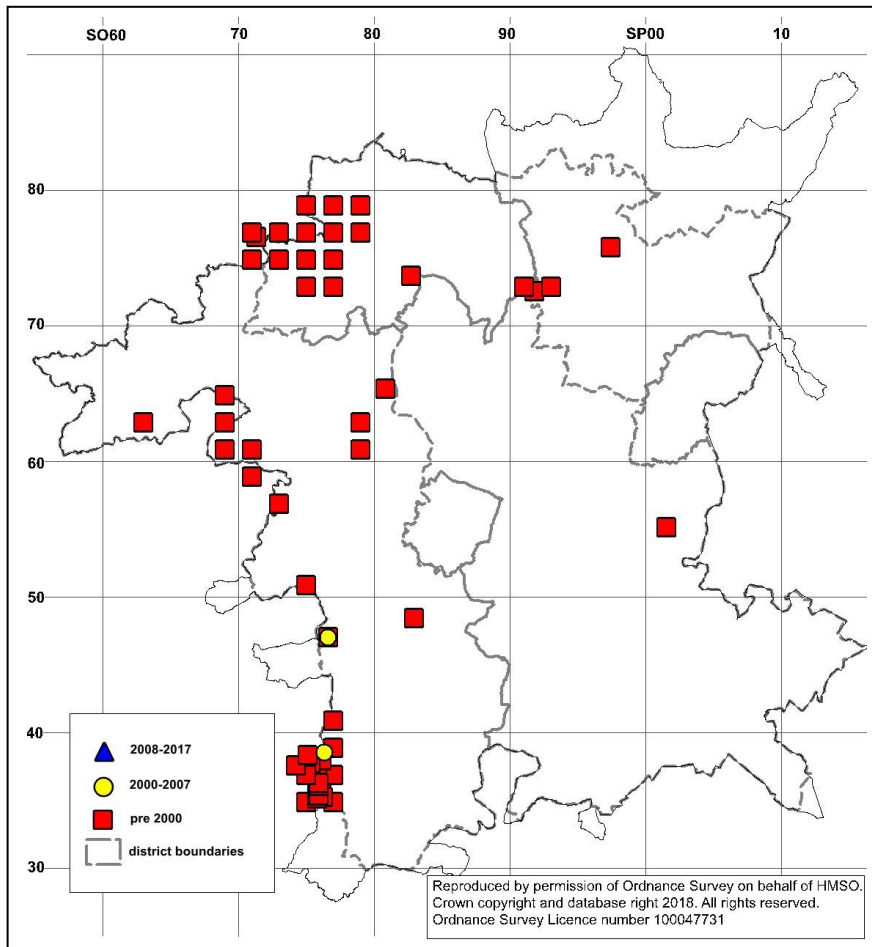 SO60 70 80 90 SP00 10
80
70
60
50
40
30
2008-2017
2000-2007
pre 2000
district boundaries
Reproduced by permission of Ordnance Survey on behalf of HMSO.
Crown copyright and database right 2018. All rights reserved.
Ordnance Survey Licence number 100047731